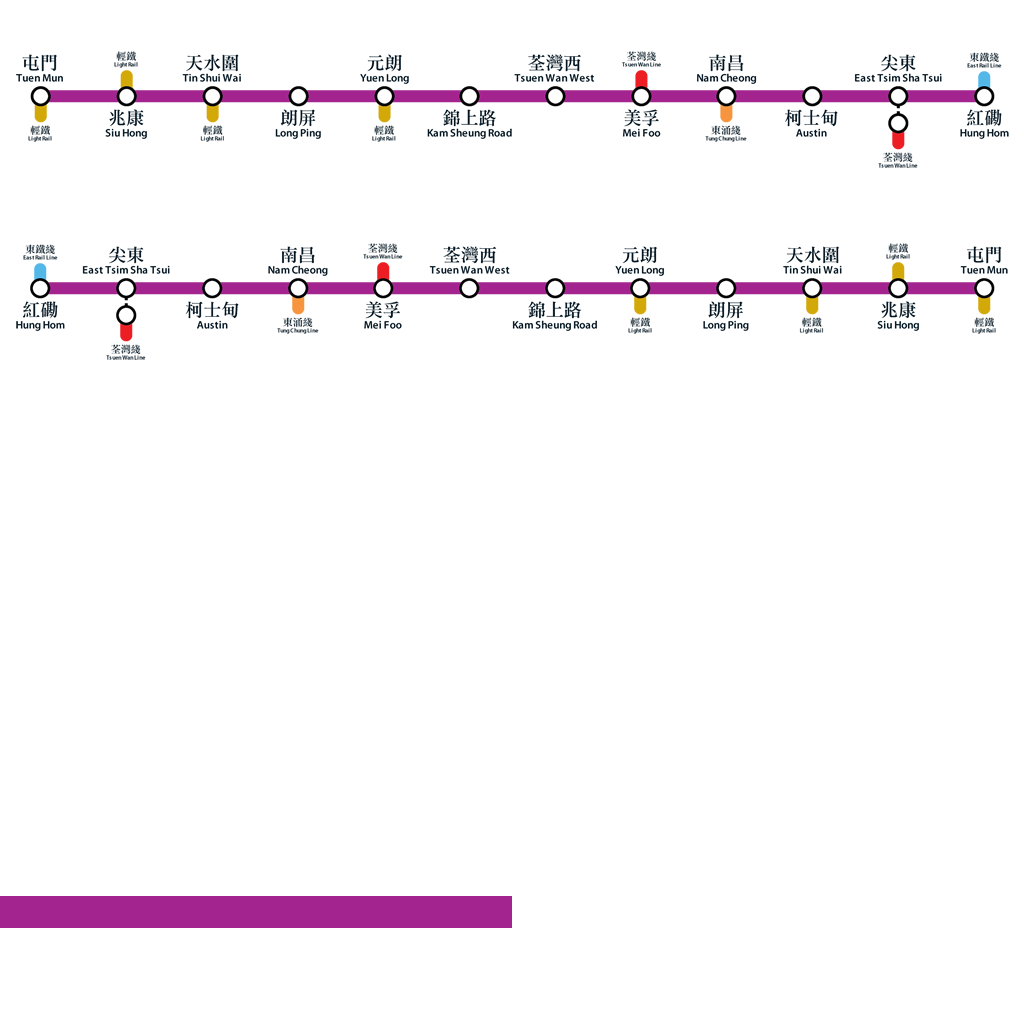 屯門
Tuen Mun
輕鐵
Light Rail
輕鐵
Light Rail
兆康
Siu Hong
天水圍
Tin Shui Wai
輕鐵
Light Rail
朗屏
Long Ping
元朗
Yuen Long
輕鐵
Light Rail
錦上路
Kam Sheung Road
荃灣西
Tsuen Wan West
荃灣綫
Tsuen Wan Line
美孚
Mei Foo
南昌
Nam Cheong
東涌綫
Tung Chung Line
柯士甸
Austin
尖東
East Tsim Sha Tsui
荃灣綫
Tsuen Wan Line
東鐵綫
East Rail Line
紅磡
Hung Hom
東鐵綫
East Rail Line
紅磡
Hung Hom
尖東
East Tsim Sha Tsui
荃灣綫
Tsuen Wan Line
柯士甸
Austin
南昌
Nam Cheong
東涌綫
Tung Chung Line
荃灣綫
Tsuen Wan Line
美孚
Mei Foo
荃灣西
Tsuen Wan West
錦上路
Kam Sheung Road
元朗
Yuen Long
輕鐵
Light Rail
朗屏
Long Ping
天水圍
Tin Shui Wai
輕鐵
Light Rail
輕鐵
Light Rail
兆康
Siu Hong
屯門
Tuen Mun
輕鐵
Light Rail